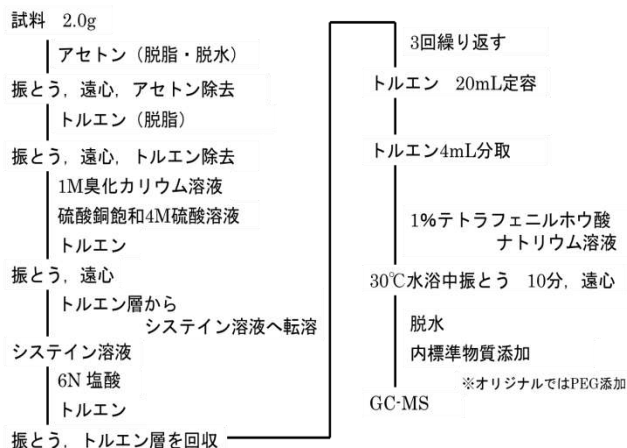 試料 2.0g
アセトン（脱脂・脱水）
振とう，遠心，アセトン除去
トルエン（脱脂）
振とう，遠心，トルエン除去
1M臭化カリウム溶液
硫酸銅飽和4M硫酸溶液
トルエン
振とう，遠心
トルエン層から
システイン溶液へ転溶
システイン溶液
6N 塩酸
トルエン
振とう，トルエン層を回収
3回繰り返す
トルエン 20mL定容
トルエン4mL分取
1%テトラフェニルホウ酸
ナトリウム溶液
30℃水浴中振とう 10分，遠心
脱水
内標準物質添加
※オリジナルではPEG添加
GC-MS